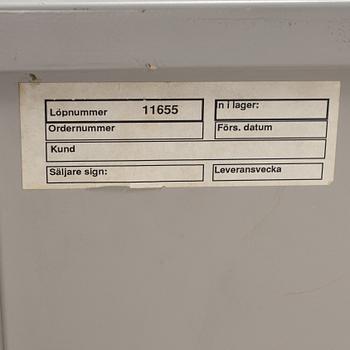 Löpnummer 11655 n i lager:
Ordernummer Förs. datum
Kund
Säljare sign: Leveransvecka